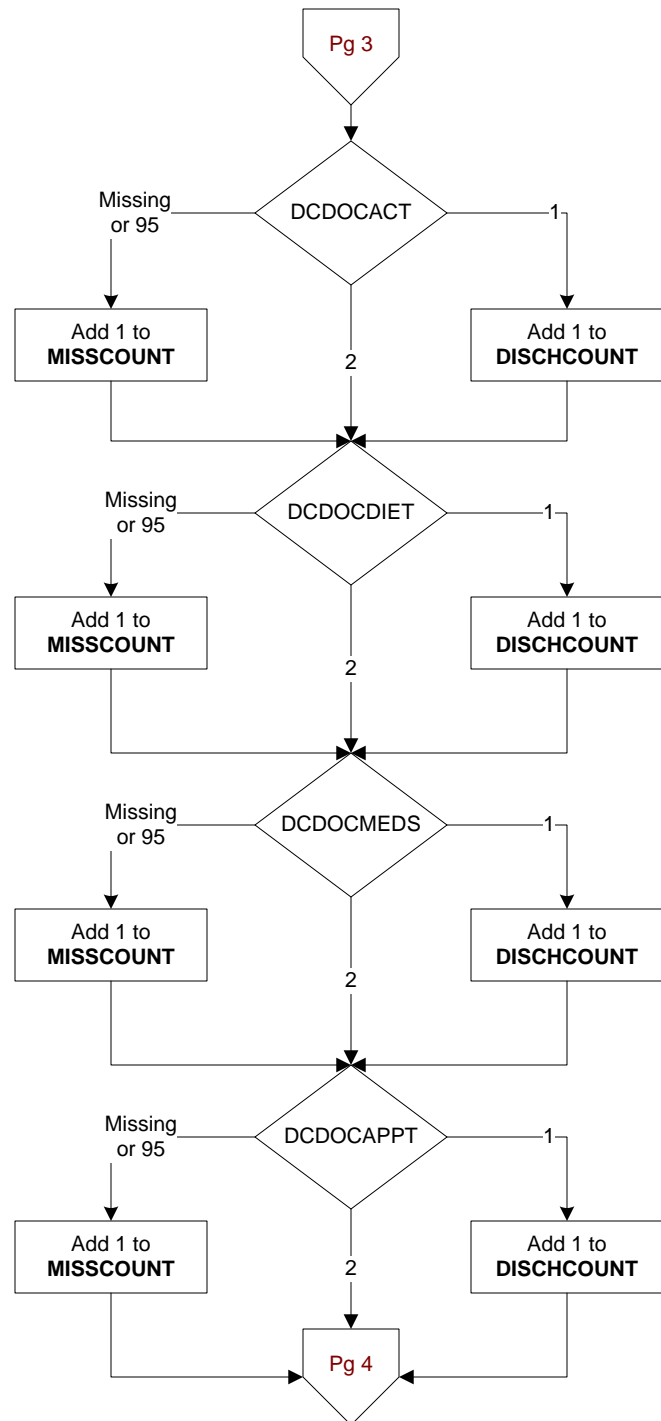 Pg 3
DCDOCACT
Missing
or 95
1
Add 1 to
MISSCOUNT
Add 1 to
DISCHCOUNT
2
DCDOCDIET
Missing
or 95
1
Add 1 to
MISSCOUNT
Add 1 to
DISCHCOUNT
2
DCDOCMEDS
Missing
or 95
1
Add 1 to
MISSCOUNT
Add 1 to
DISCHCOUNT
2
DCDOCAPPT
Missing
or 95
1
Add 1 to
MISSCOUNT
Add 1 to
DISCHCOUNT
2
Pg 4